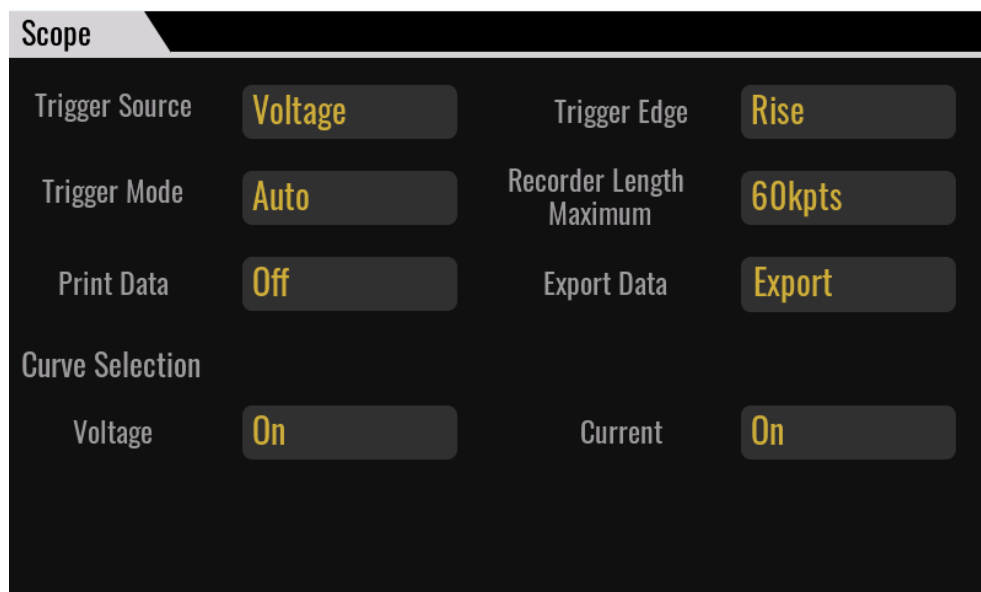 Scope
Trigger Source
Voltage
Trigger Edge
Rise
Trigger Mode
Auto
Recorder Length
Maximum
60kpts
Print Data
Off
Export Data
Export
Curve Selection
Voltage
On
Current
On